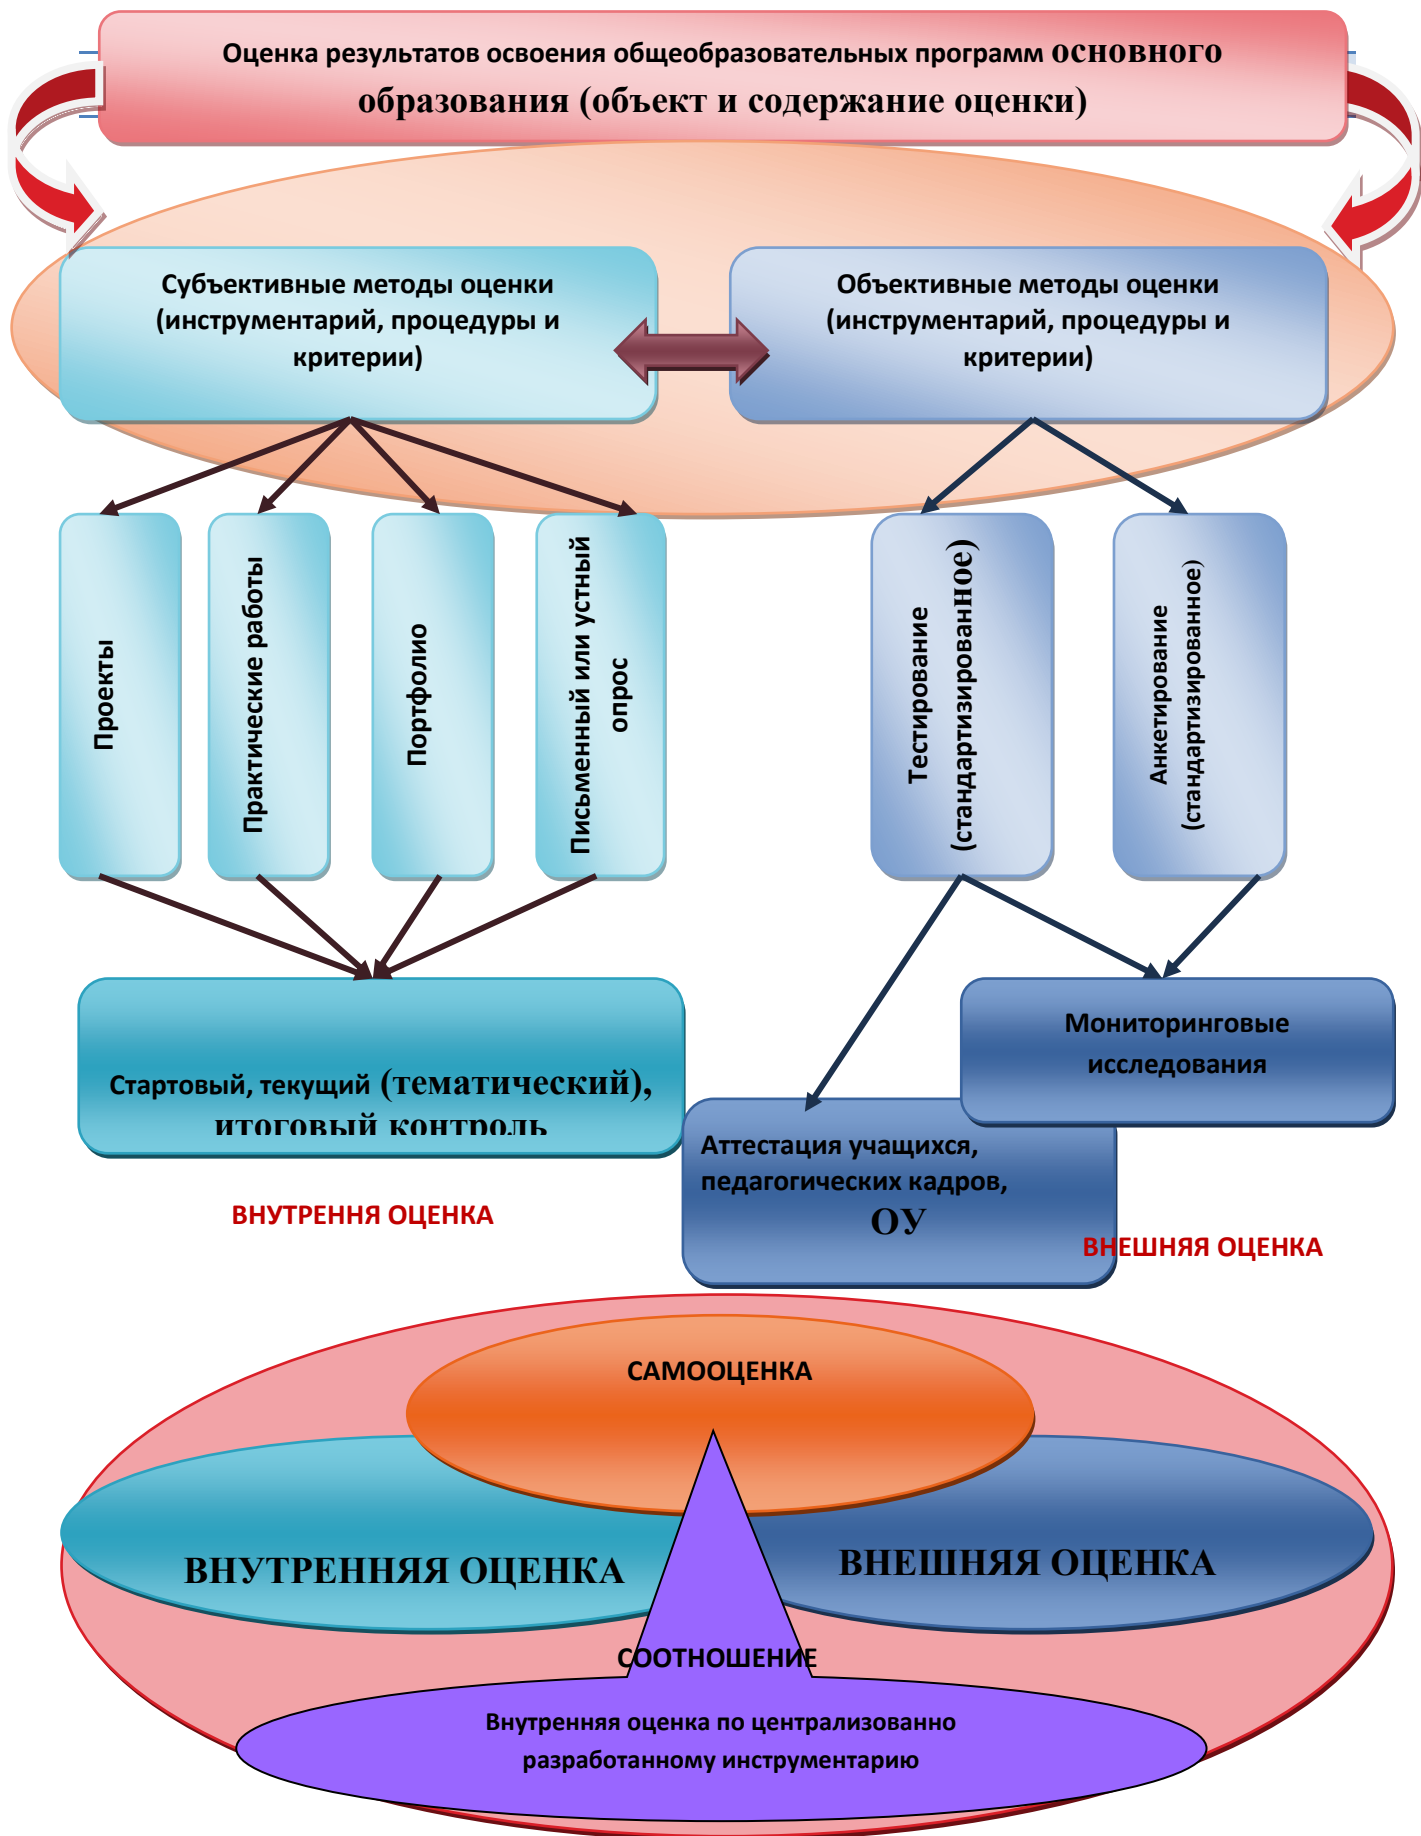 Оценка результатов освоения общеобразовательных программ основного
образования (объект и содержание оценки)
Субъективные методы оценки
(инструментарий, процедуры и
критерии)
Объективные методы оценки
(инструментарий, процедуры и
критерии)
Проекты
Практические работы
Портфолио
Письменный или устный
опрос
Тестирование
(стандартизированное)
Анкетирование
(стандартизированное)
Стартовый, текущий (тематический),
итоговый контроль
Мониторинговые
исследования
Аттестация учащихся,
педагогических кадров,
ОУ
ВНУТРЕННЯ ОЦЕНКА
ВНЕШНЯЯ ОЦЕНКА
САМООЦЕНКА
ВНУТРЕННЯЯ ОЦЕНКА
ВНЕШНЯЯ ОЦЕНКА
СООТНОШЕНИЕ
Внутренняя оценка по централизованно
разработанному инструментарию